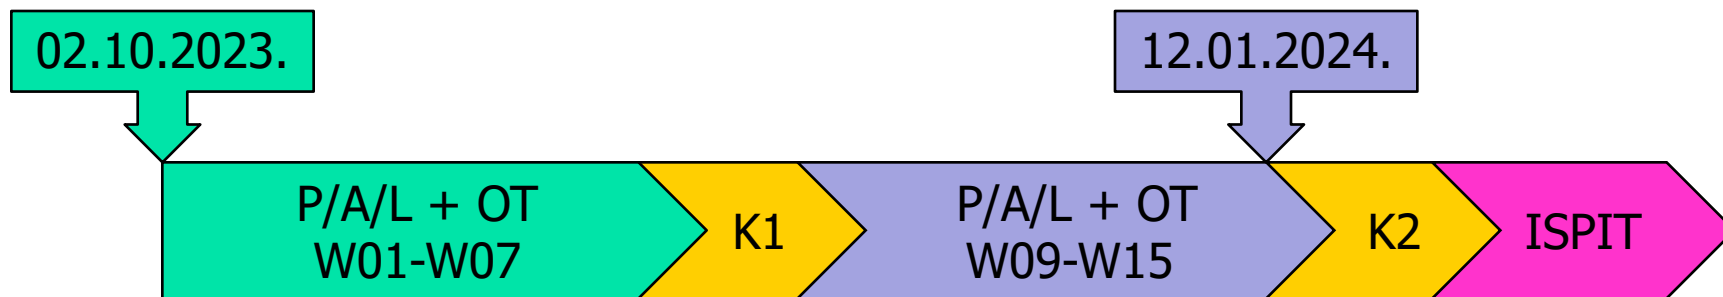 02.10.2023.
12.01.2024.
P/A/L + OT
W01-W07
K1
P/A/L + OT
W09-W15
K2
ISPIT